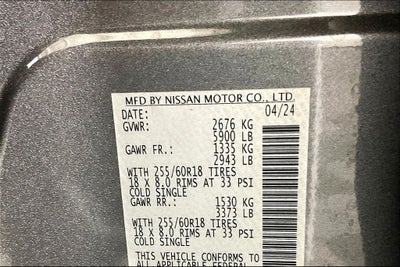 MFD BY NISSAN MOTOR CO., LTD.
DATE: 04/24
GVWR: 2676 KG
5900 LB
GAWR FR.: 1335 KG
2943 LB
WITH 255/60R18 TIRES
18 X 8.0 RIMS AT 33 PSI
COLD SINGLE
GAWR RR.: 1530 KG
3373 LB
WITH 255/60R18 TIRES
18 X 8.0 RIMS AT 33 PSI
COLD SINGLE
THIS VEHICLE CONFORMS TO
ALL APPLICABLE FEDERAL